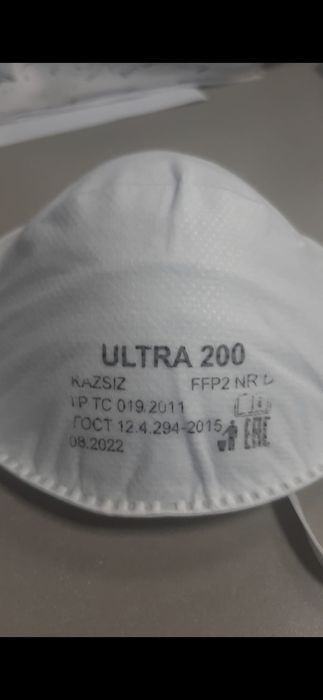 ULTRA 200
KAZSIZ FFP2 NR D
ТР ТС 019.2011
ГОСТ 12.4.294-2015
08.2022 EAC